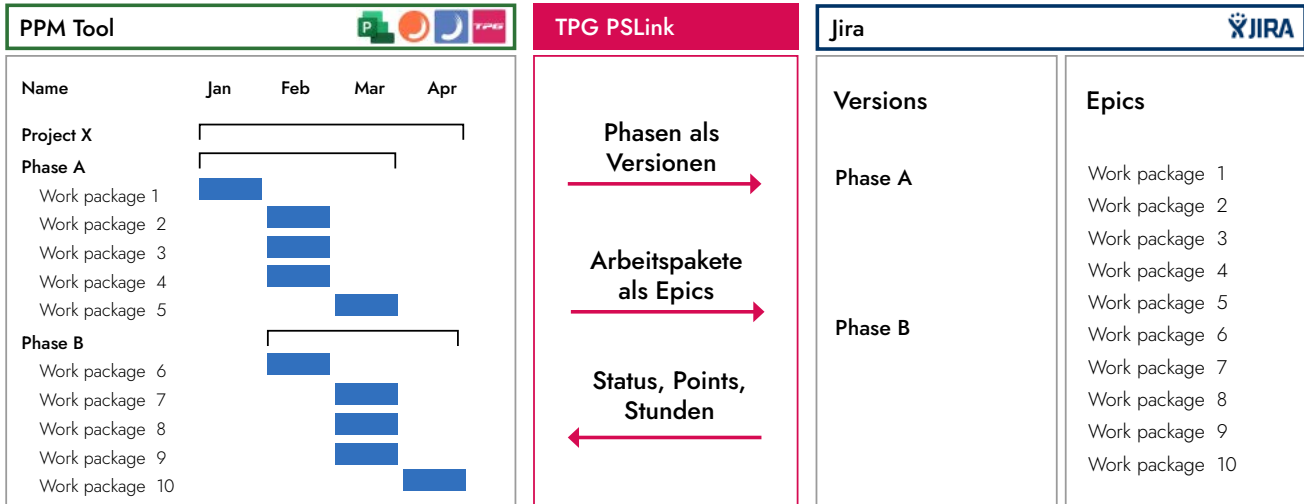 PPM Tool
P
TPG
Name Jan Feb Mar Apr
Project X
Phase A
Work package 1
Work package 2
Work package 3
Work package 4
Work package 5
Phase B
Work package 6
Work package 7
Work package 8
Work package 9
Work package 10
TPG PSLink
Phasen als
Versionen
Arbeitspakete
als Epics
Status, Points,
Stunden
Jira
JIRA
Versions
Phase A
Phase B
Epics
Work package 1
Work package 2
Work package 3
Work package 4
Work package 5
Work package 6
Work package 7
Work package 8
Work package 9
Work package 10